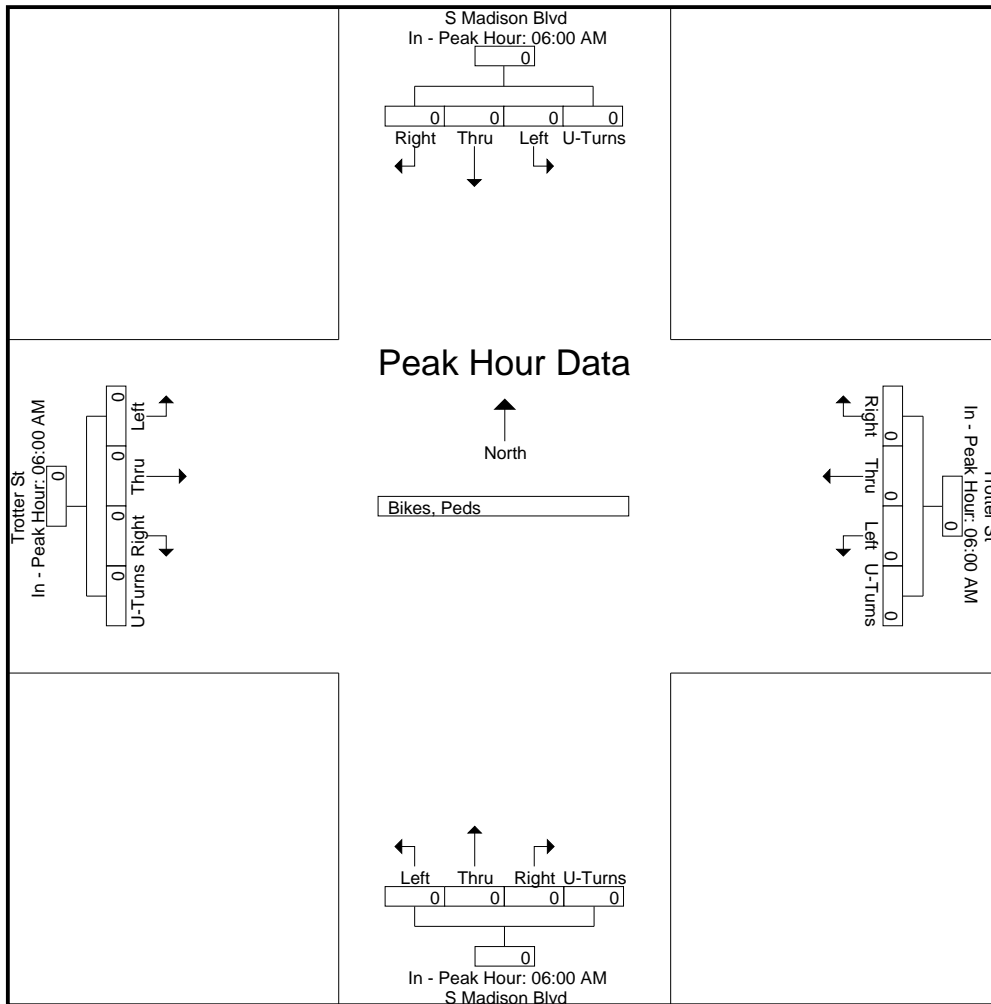 S Madison Blvd
In - Peak Hour: 06:00 AM
0
0 0 0 0
Right Thru Left U-Turns
Peak Hour Data
North
Bikes, Peds
Trotter St
In - Peak Hour: 06:00 AM
0
0 0 0 0
Left Thru Right U-Turns
Trotter St
In - Peak Hour: 06:00 AM
0
0 0 0 0
Right Thru Left U-Turns
Left Thru Right U-Turns
0 0 0 0
0
In - Peak Hour: 06:00 AM
S Madison Blvd